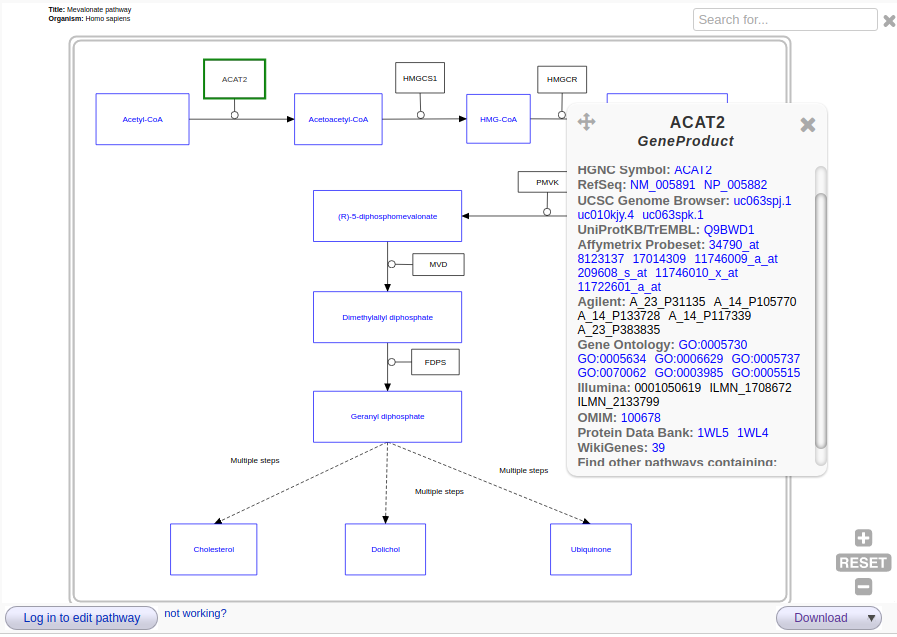 Title: Mevalonate pathway
Organism: Homo sapiens
Search for...
ACAT2
HMGCS1
HMGCR
Acetyl-CoA
Acetoacetyl-CoA
HMG-CoA
ACAT2
GeneProduct
HGNC Symbol: ACAT2
RefSeq: NM_005891 NP_005882
UCSC Genome Browser: uc063spj.1
uc010kjy.4 uc063spk.1
UniProtKB/TrEMBL: Q9BWD1
Affymetrix Probeset: 34790_at
8123137 17014309 11746009_a_at
209608_s_at 11746010_x_at
11722601_a_at
Agilent: A_23_P31135 A_14_P105770
A_14_P133728 A_14_P117339
A_23_P383835
Gene Ontology: GO:0005730
GO:0005634 GO:0006629 GO:0005737
GO:0070062 GO:0003985 GO:0005515
Illumina: 0001050619 ILMN_1708672
ILMN_2133799
OMIM: 100678
Protein Data Bank: 1WL5 1WL4
WikiGenes: 39
Find other pathways containing:
PMVK
(R)-5-diphosphomevalonate
MVD
Dimethylallyl diphosphate
FDPS
Geranyl diphosphate
Multiple steps
Multiple steps
Multiple steps
Cholesterol
Dolichol
Ubiquinone
RESET
Log in to edit pathway
not working?
Download